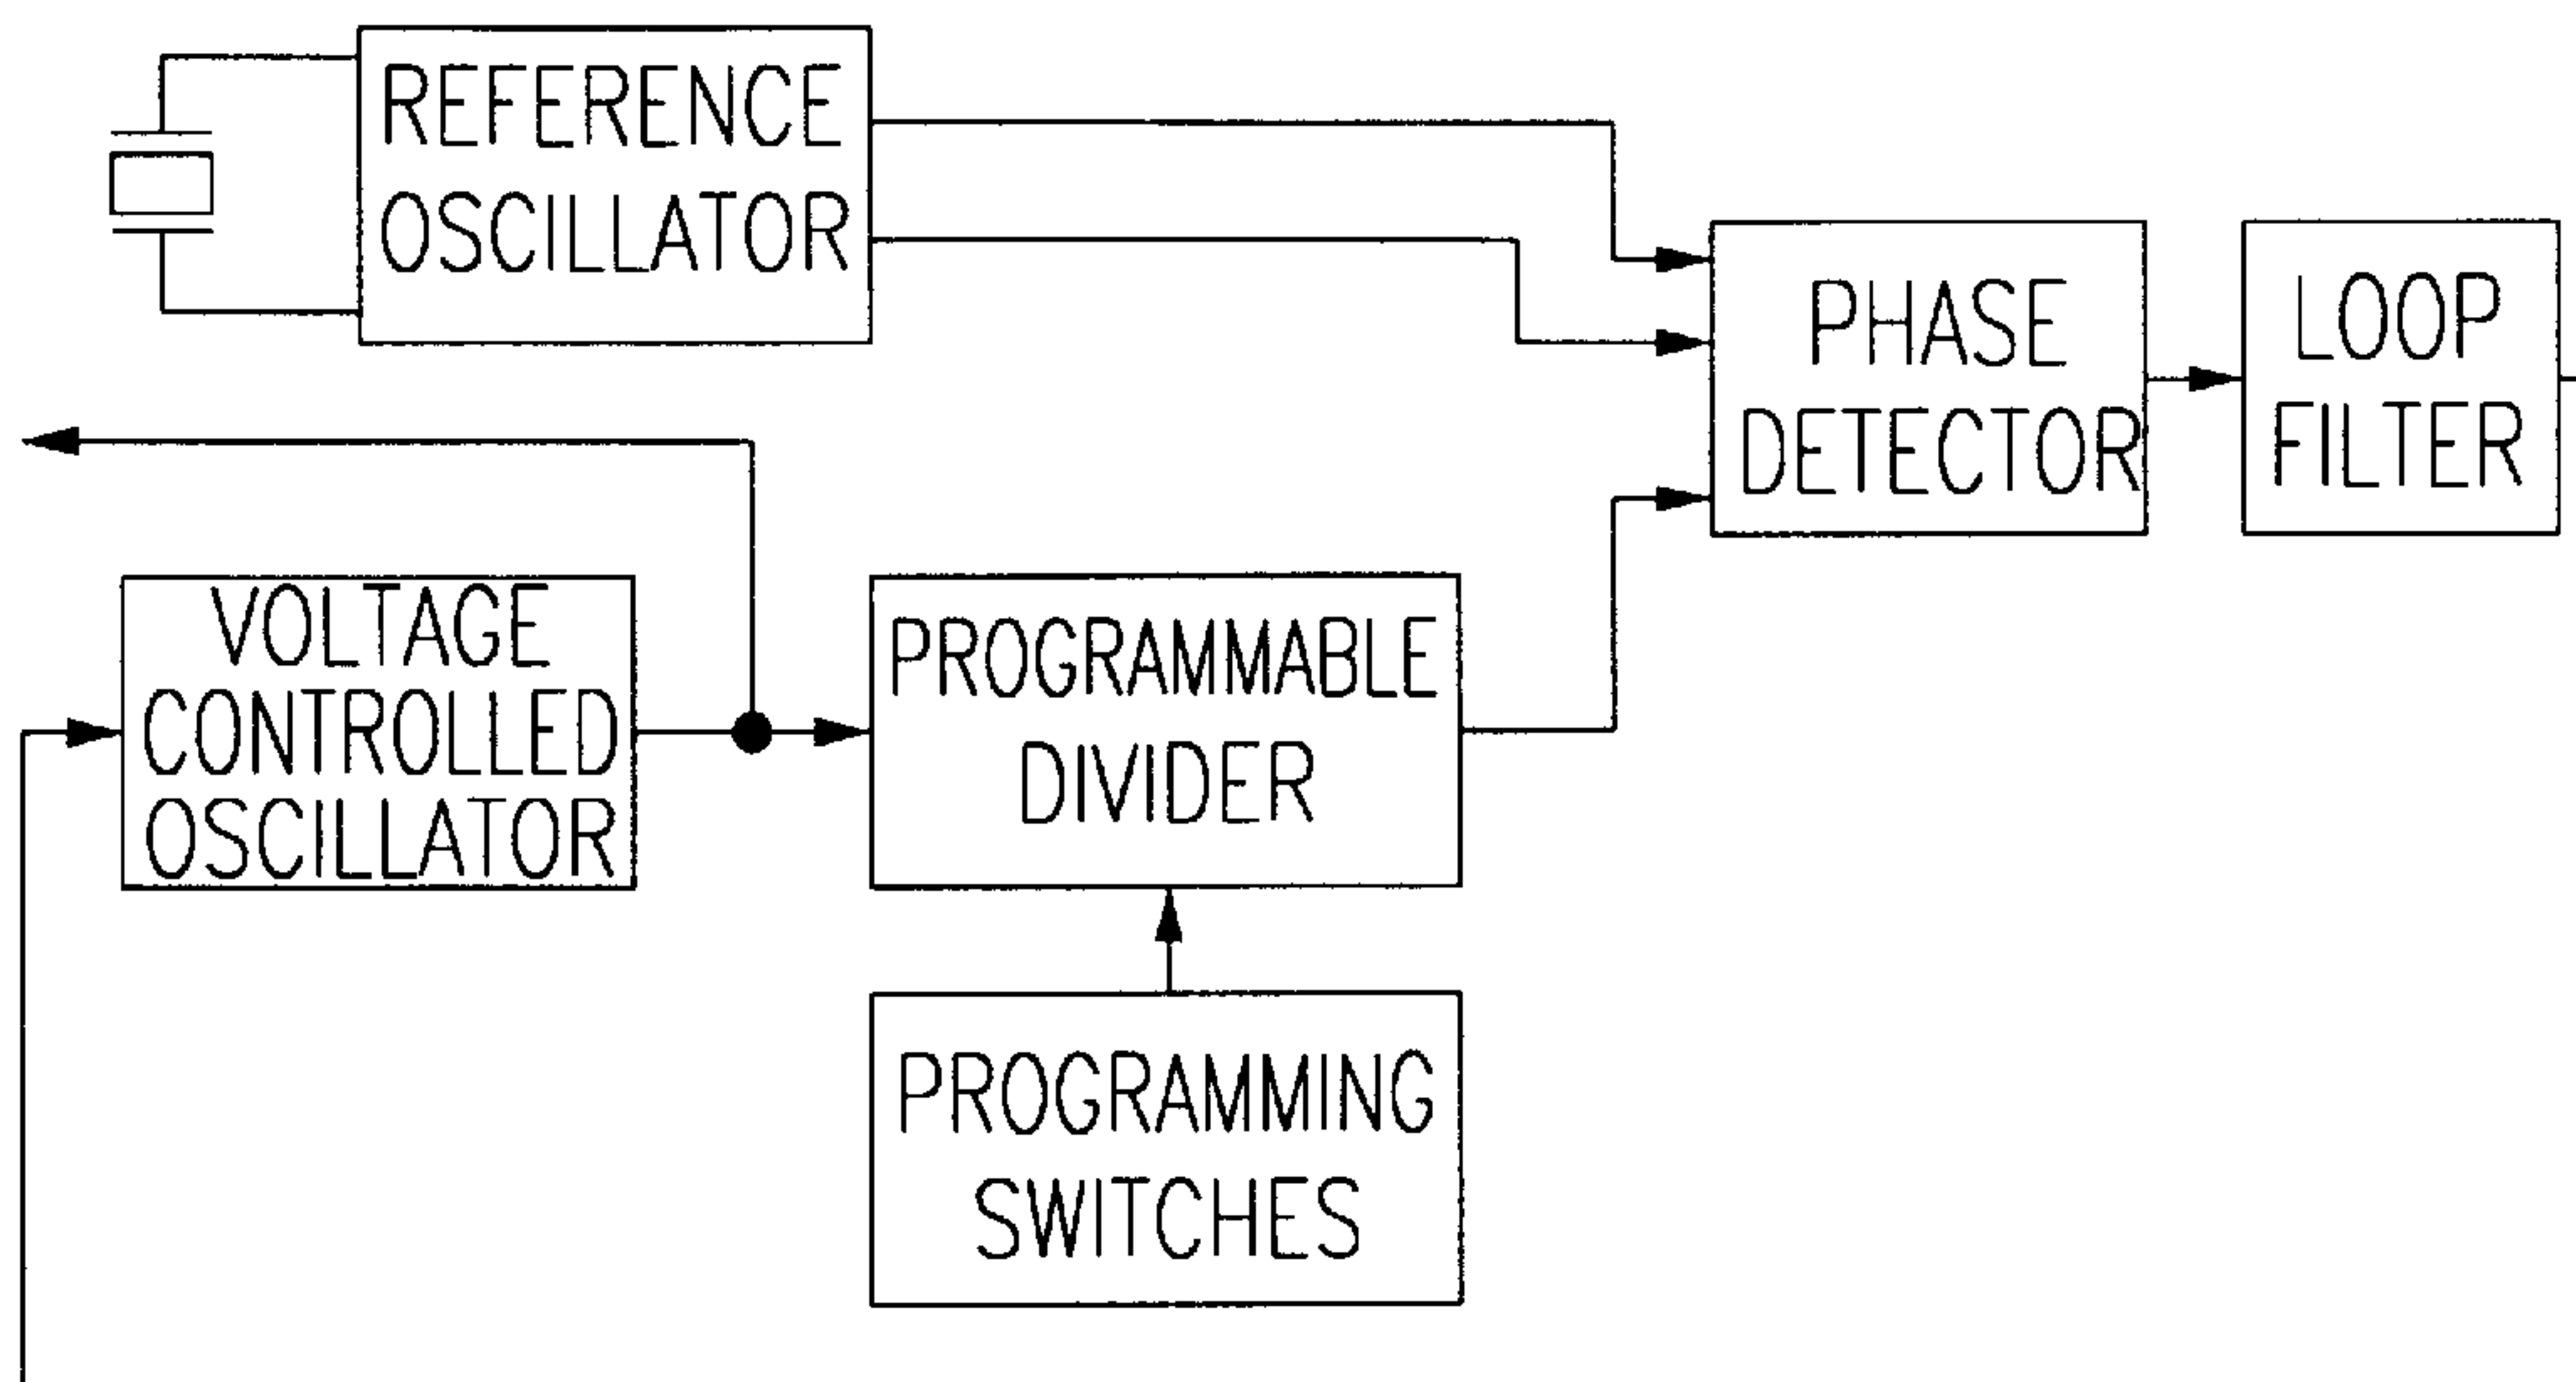 REFERENCE
OSCILLATOR
PHASE
DETECTOR
LOOP
FILTER
VOLTAGE
CONTROLLED
OSCILLATOR
PROGRAMMABLE
DIVIDER
PROGRAMMING
SWITCHES